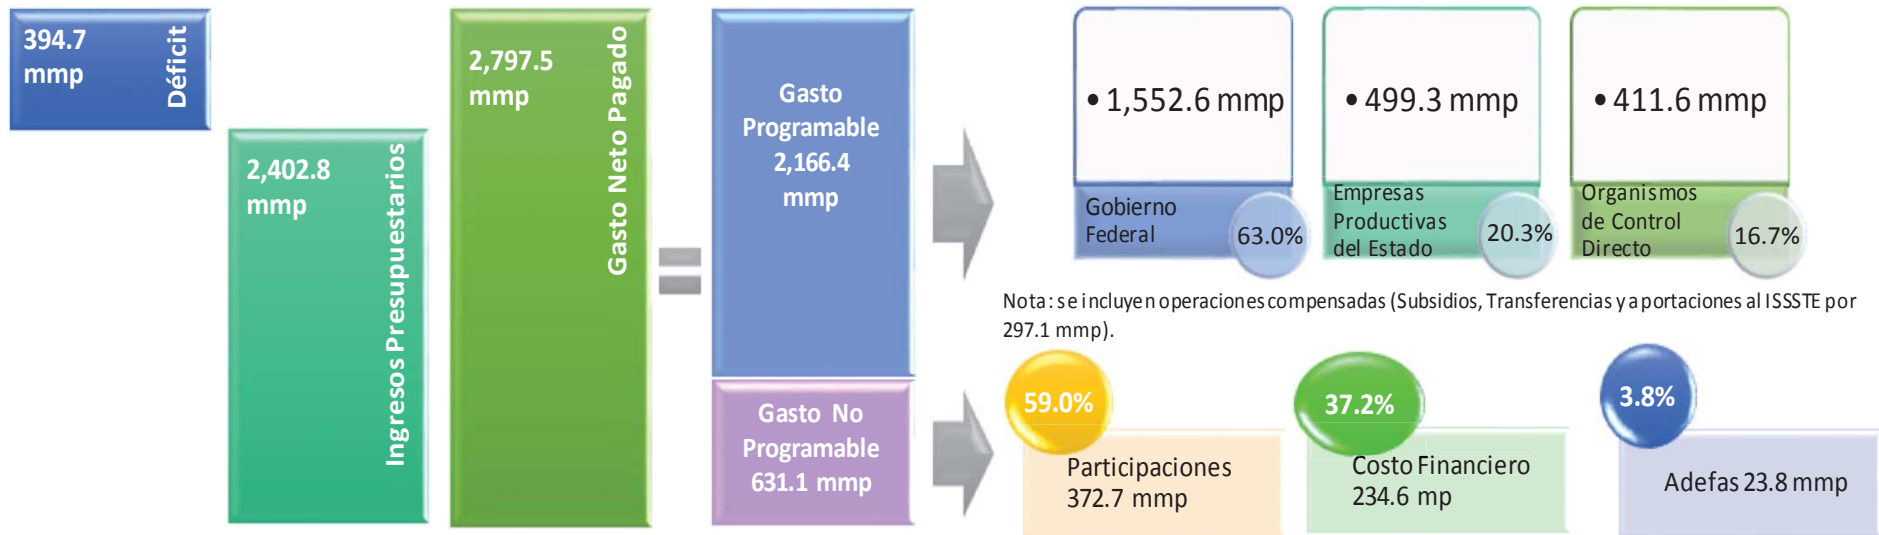 394.7
mmp
Déficit
2,402.8
mmp
Ingresos Presupuestarios
2,797.5
mmp
Gasto Neto Pagado
Gasto
Programable
2,166.4
mmp
Gasto No
Programable
631.1 mmp
• 1,552.6 mmp
Gobierno
Federal
63.0%
• 499.3 mmp
Empresas
Productivas
del Estado
20.3%
• 411.6 mmp
Organismos
de Control
Directo
16.7%
Nota: se incluyen operaciones compensadas (Subsidios, Transferencias y aportaciones al ISSSTE por
297.1 mmp).
59.0%
Participaciones
372.7 mmp
37.2%
Costo Financiero
234.6 mp
3.8%
Adefas 23.8 mmp